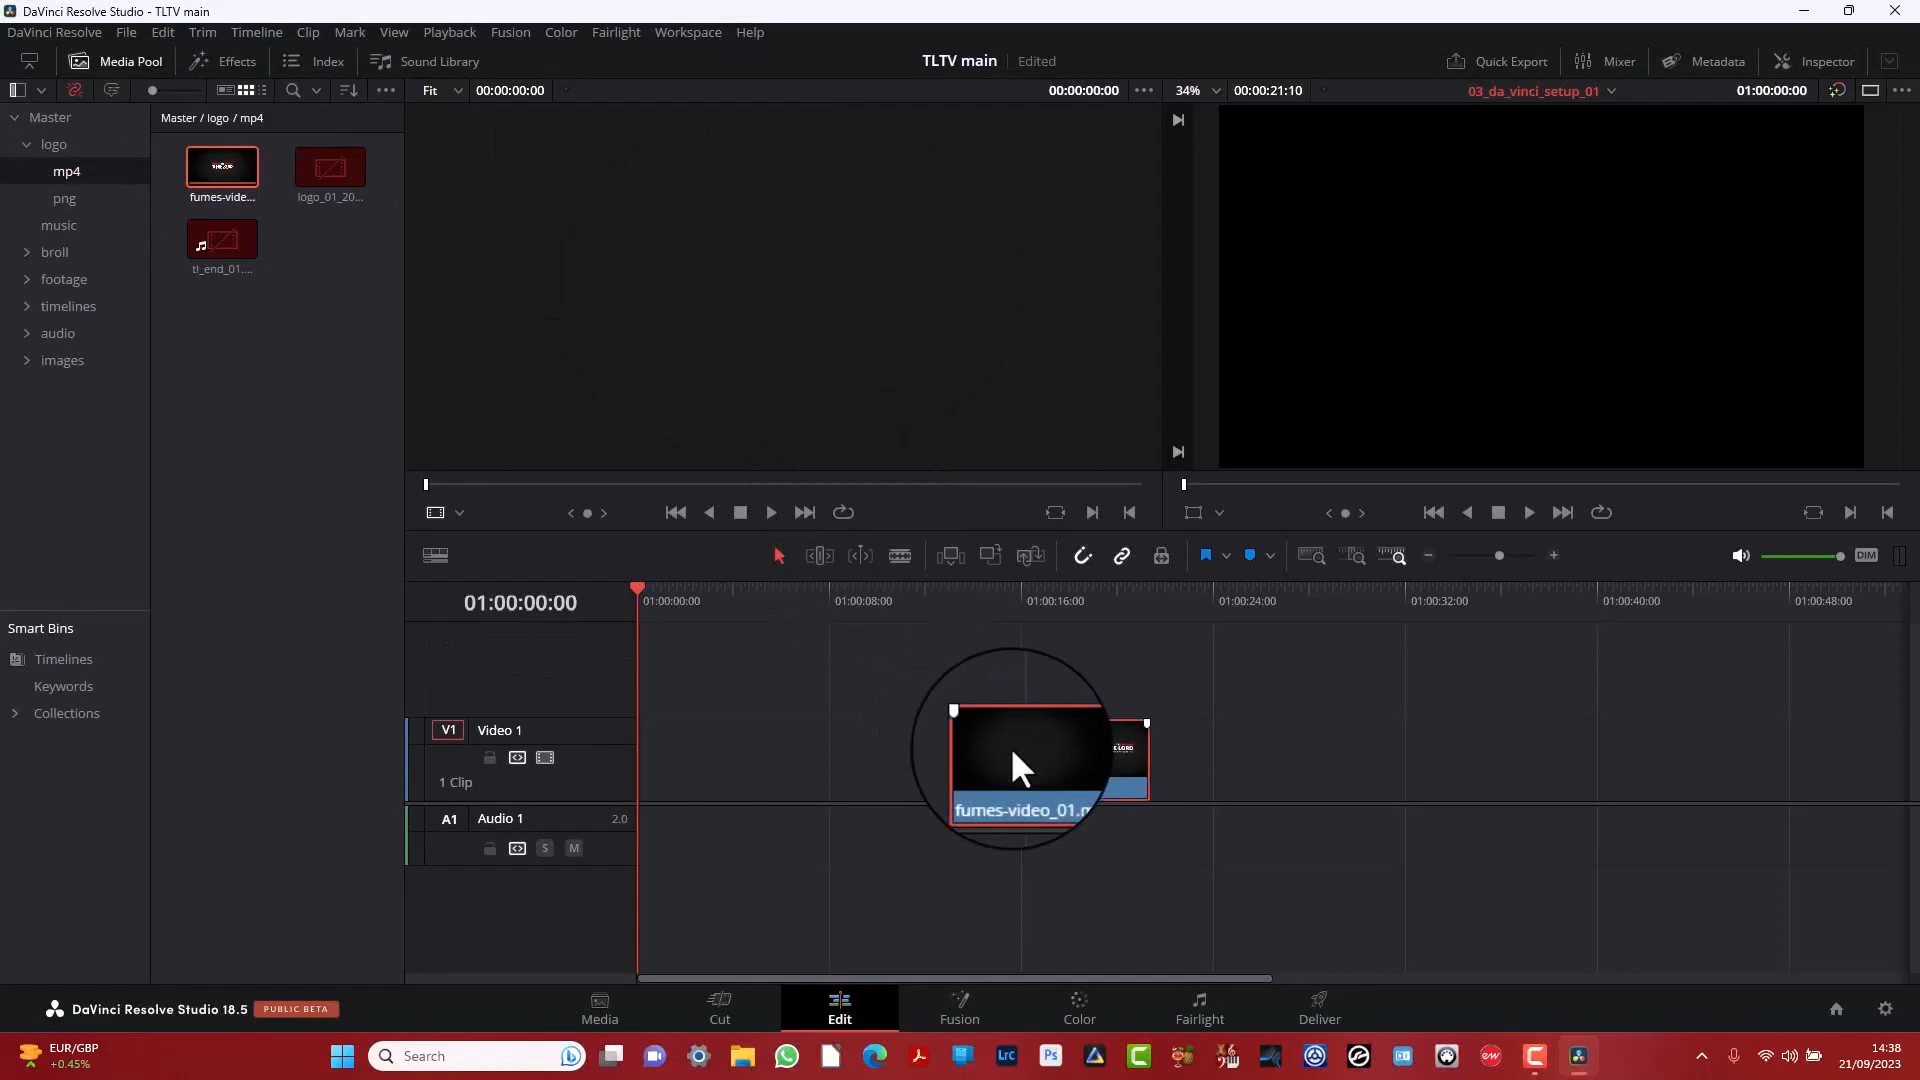 DaVinci Resolve Studio - TLTV main
DaVinci Resolve File Edit Trim Timeline Clip Mark View Playback Fusion Color Fairlight Workspace Help
Media Pool Effects Index Sound Library TLTV main Edited Quick Export Mixer Metadata Inspector
Fit 00:00:00:00 00:00:00:00 34% 00:00:21:10 03_da_vinci_setup_01 01:00:00:00
Master
Master / logo / mp4
logo
mp4
png
music
broll
footage
timelines
audio
images
fumes-vide...
logo_01_20...
tl_end_01....
DIM
01:00:00:00
01:00:00:00 01:00:08:00 01:00:16:00 01:00:24:00 01:00:32:00 01:00:40:00 01:00:48:00
Smart Bins
Timelines
Keywords
Collections
V1 Video 1
1 Clip
fumes-video_01.m
A1 Audio 1 2.0
S M
DaVinci Resolve Studio 18.5 PUBLIC BETA
Media Cut Edit Fusion Color Fairlight Deliver
EUR/GBP
+0.45%
Search
Lrc
Ps
14:38
21/09/2023